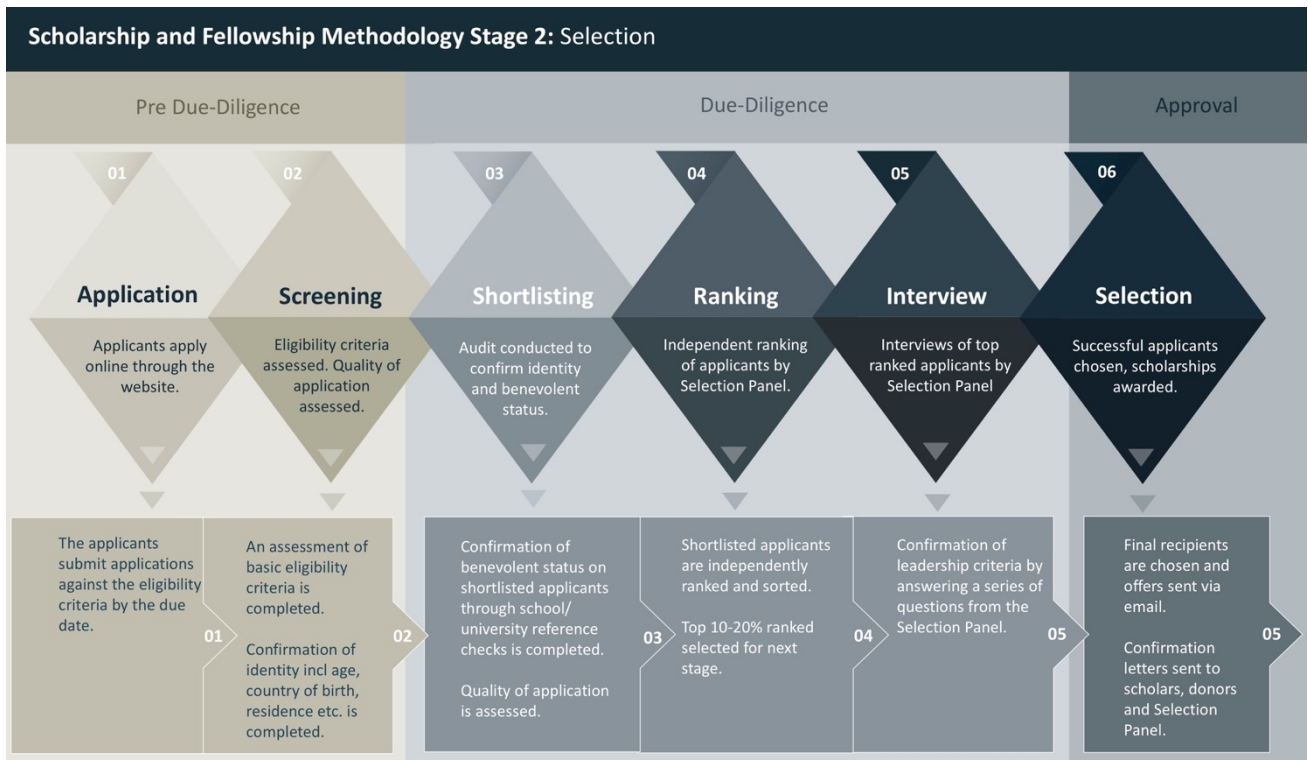 Scholarship and Fellowship Methodology Stage 2: Selection
Pre Due-Diligence
Due-Diligence
Approval
01
Application
Applicants apply
online through the
website.
02
Screening
Eligibility criteria
assessed. Quality of
application
assessed.
03
Shortlisting
Audit conducted to
confirm identity
and benevolent
status.
04
Ranking
Independent ranking
of applicants by
Selection Panel.
05
Interview
Interviews of top
ranked applicants by
Selection Panel
06
Selection
Successful applicants
chosen, scholarships
awarded.
The applicants
submit applications
against the eligibility
criteria by the due
date.
01
An assessment of
basic eligibility
criteria is
completed.
Confirmation of
identity incl age,
country of birth,
residence etc. is
completed.
02
Confirmation of
benevolent status on
shortlisted applicants
through school/
university reference
checks is completed.
Quality of application
is assessed.
03
Shortlisted applicants
are independently
ranked and sorted.
Top 10-20% ranked
selected for next
stage.
04
Confirmation of
leadership criteria by
answering a series of
questions from the
Selection Panel.
05
Final recipients
are chosen and
offers sent via
email.
Confirmation
letters sent to
scholars, donors
and Selection
Panel.
05